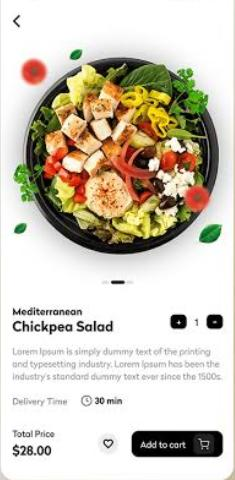 Mediterranean
Chickpea Salad
+ 1 -
Lorem Ipsum is simply dummy text of the printing
and typesetting industry. Lorem Ipsum has been the
industry's standard dummy text ever since the 1500s.
Delivery Time 30 min
Total Price
$28.00
Add to cart